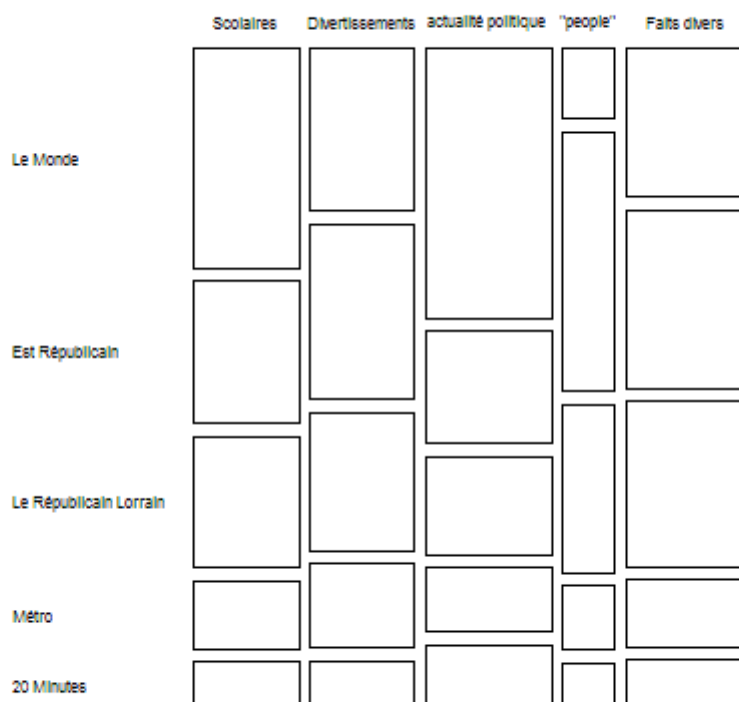 Scolaires Divertissements actualité politique "people" Faits divers
Le Monde
Est Républicain
Le Républicain Lorrain
Métro
20 Minutes